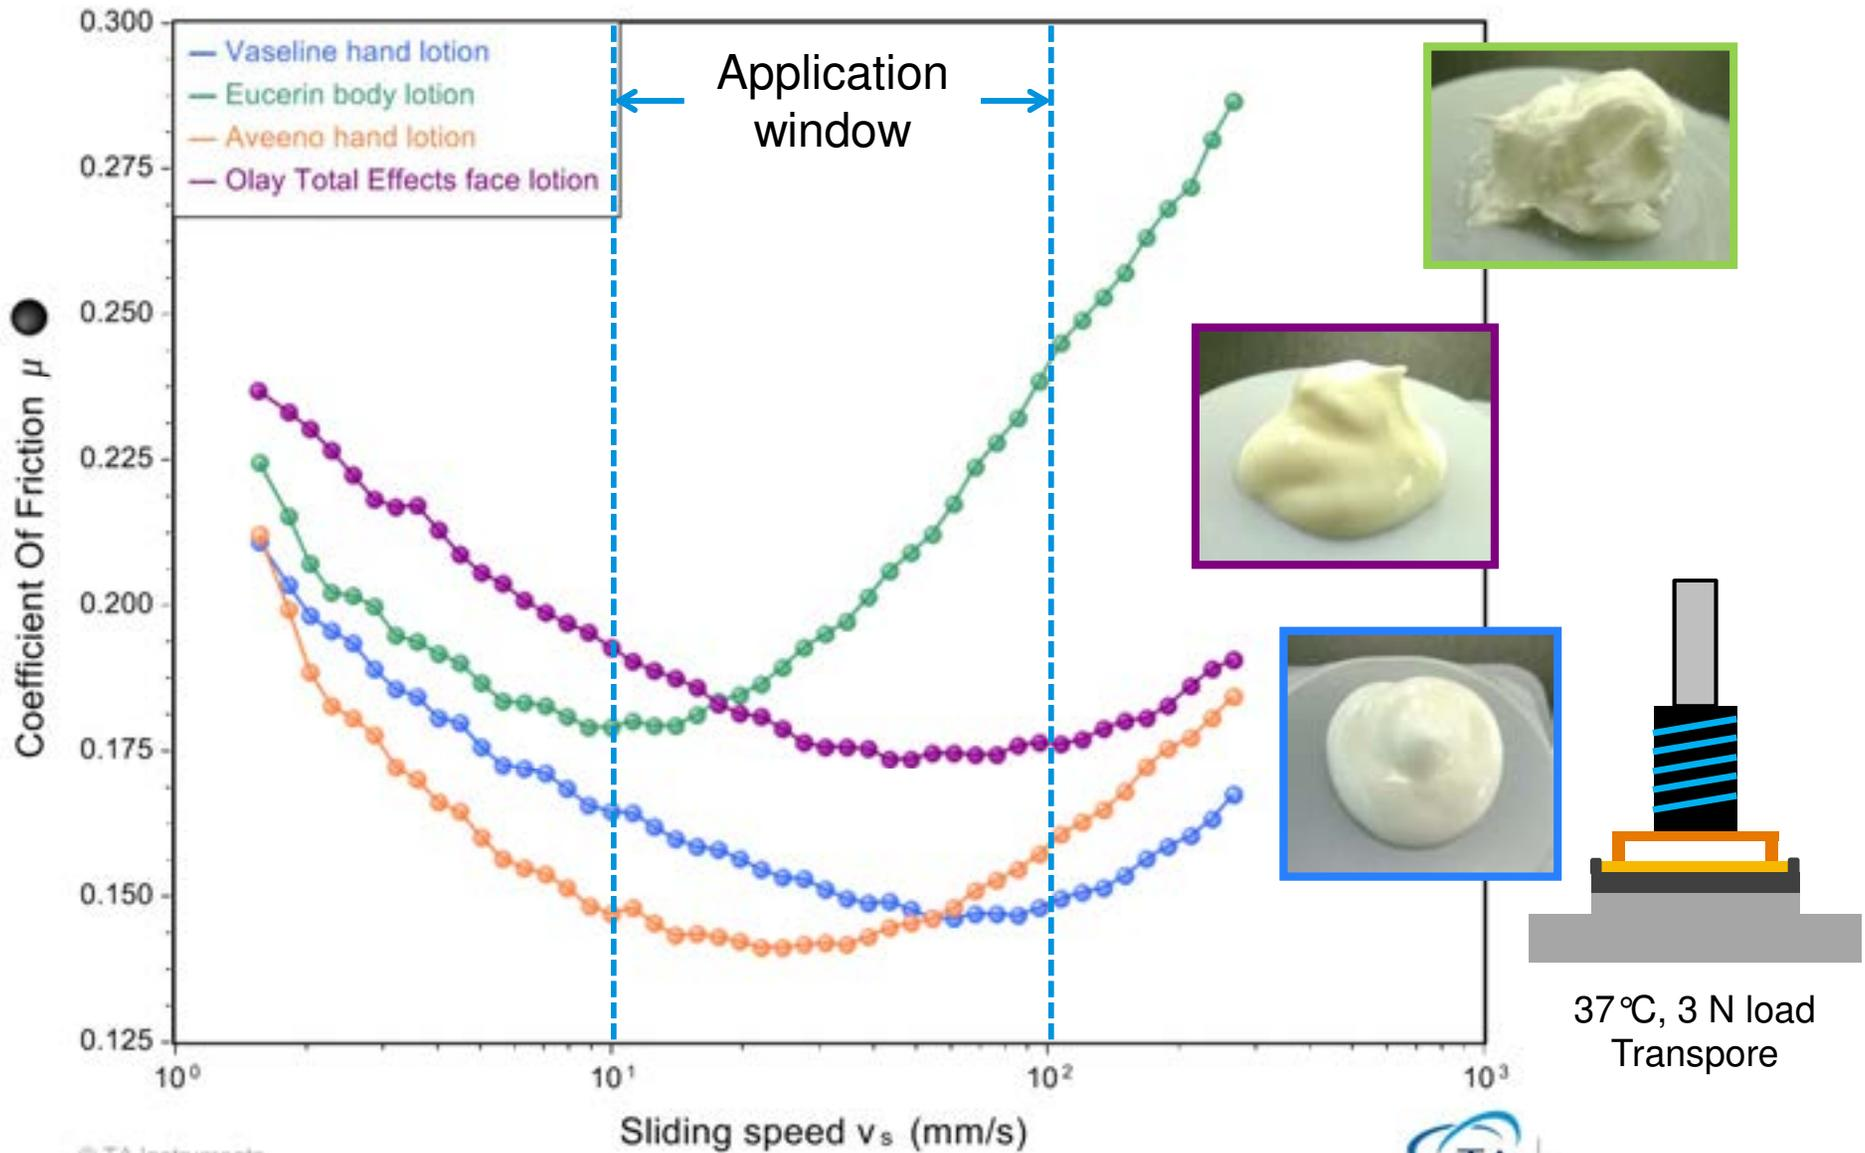 0.300
0.275
0.250
0.225
0.200
0.175
0.150
0.125
Coefficient Of Friction μ
Vaseline hand lotion
Eucerin body lotion
Aveeno hand lotion
Olay Total Effects face lotion
Application
window
10⁰
10¹
10²
10³
Sliding speed vₛ (mm/s)
37°C, 3 N load
Transpore